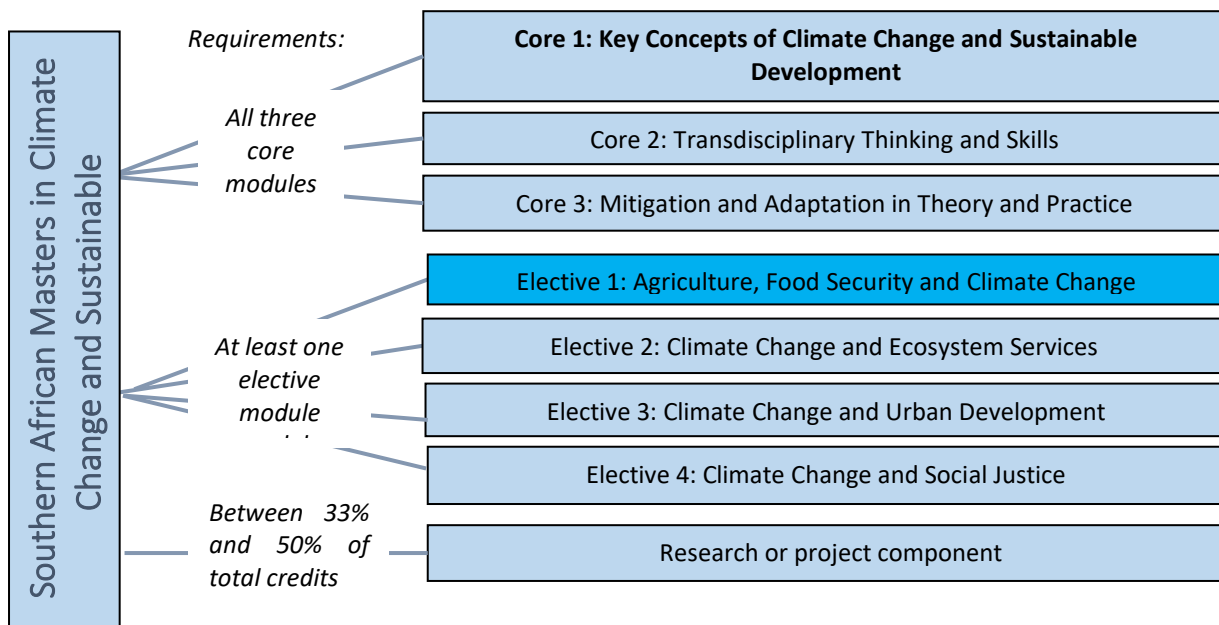 Southern African Masters in Climate
Change and Sustainable
Requirements:
All three
core
modules
Core 1: Key Concepts of Climate Change and Sustainable
Development
Core 2: Transdisciplinary Thinking and Skills
Core 3: Mitigation and Adaptation in Theory and Practice
At least one
elective
module
Elective 1: Agriculture, Food Security and Climate Change
Elective 2: Climate Change and Ecosystem Services
Elective 3: Climate Change and Urban Development
Elective 4: Climate Change and Social Justice
Between 33%
and 50% of
total credits
Research or project component